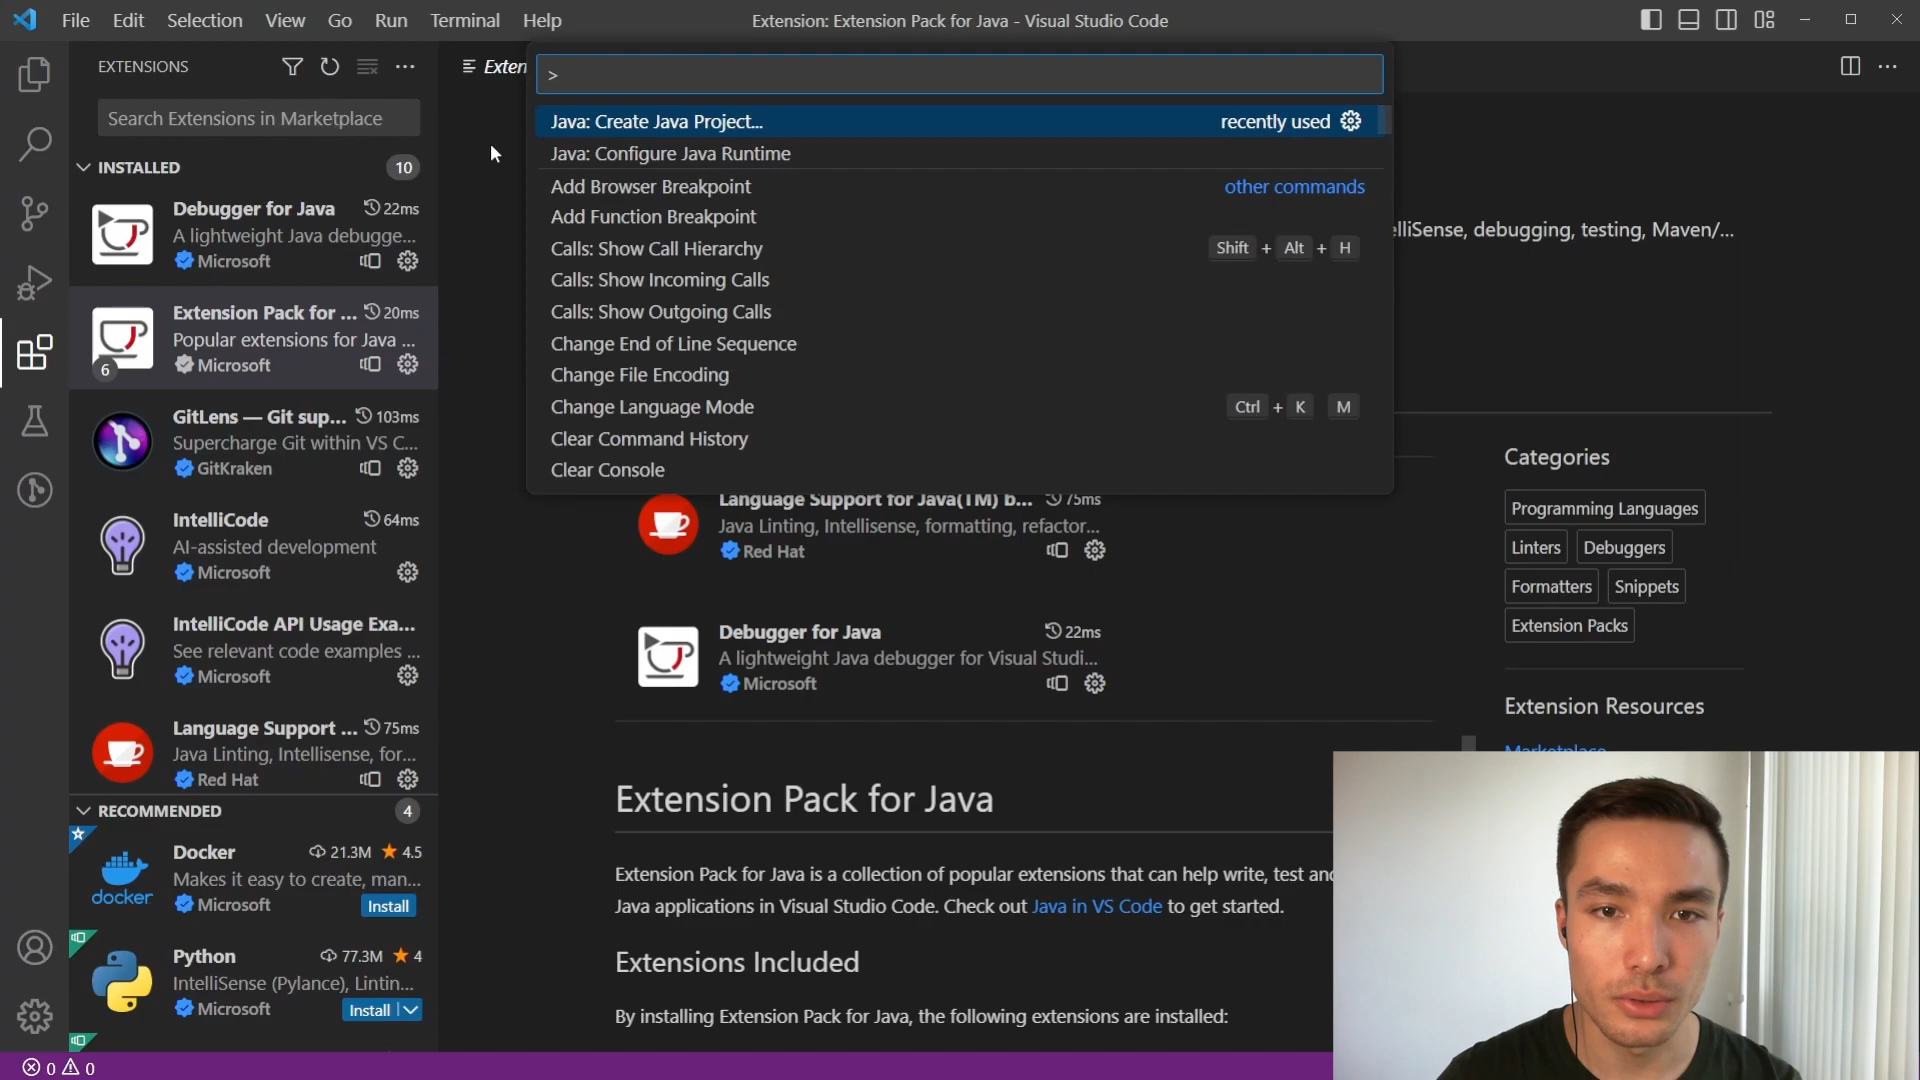 File Edit Selection View Go Run Terminal Help
Extension: Extension Pack for Java - Visual Studio Code
EXTENSIONS
Search Extensions in Marketplace
INSTALLED 10
Debugger for Java 22ms
A lightweight Java debugge...
Microsoft
Extension Pack for ... 20ms
Popular extensions for Java ...
6 Microsoft
GitLens — Git sup... 103ms
Supercharge Git within VS C...
GitKraken
IntelliCode 64ms
AI-assisted development
Microsoft
IntelliCode API Usage Exa...
See relevant code examples ...
Microsoft
Language Support ... 75ms
Java Linting, Intellisense, for...
Red Hat
RECOMMENDED 4
Docker 21.3M 4.5
Makes it easy to create, man...
docker Microsoft Install
Python 77.3M 4
IntelliSense (Pylance), Lintin...
Microsoft Install
0 0
Exten
>
Java: Create Java Project... recently used
Java: Configure Java Runtime
Add Browser Breakpoint other commands
Add Function Breakpoint
Calls: Show Call Hierarchy Shift + Alt + H
Calls: Show Incoming Calls
Calls: Show Outgoing Calls
Change End of Line Sequence
Change File Encoding
Change Language Mode Ctrl + K M
Clear Command History
Clear Console
elliSense, debugging, testing, Maven/...
Language Support for Java(TM) b... 75ms
Java Linting, Intellisense, formatting, refactor...
Red Hat
Debugger for Java 22ms
A lightweight Java debugger for Visual Studi...
Microsoft
Extension Pack for Java
Extension Pack for Java is a collection of popular extensions that can help write, test and
Java applications in Visual Studio Code. Check out Java in VS Code to get started.
Extensions Included
By installing Extension Pack for Java, the following extensions are installed:
Categories
Programming Languages
Linters Debuggers
Formatters Snippets
Extension Packs
Extension Resources
Marketplace